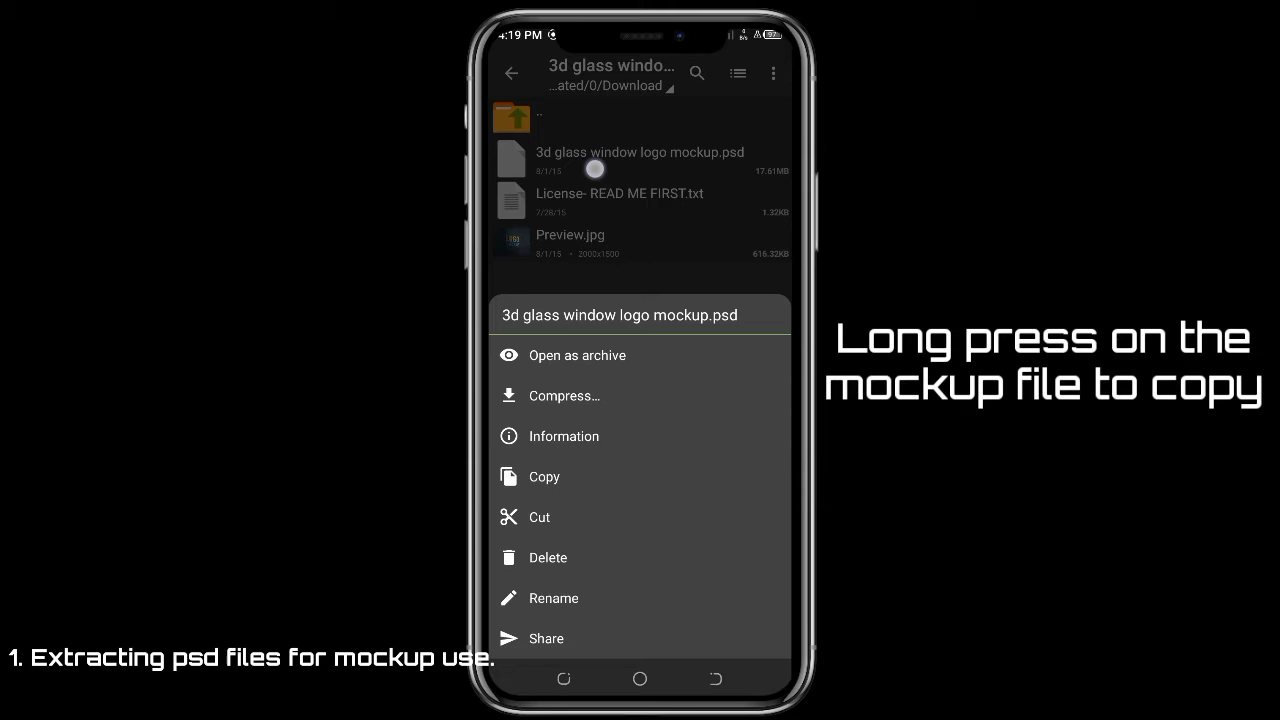 4:19 PM
3d glass windo...
...ated/0/Download
..
3d glass window logo mockup.psd
8/1/15 17.61MB
License- READ ME FIRST.txt
7/28/15 1.32KB
Preview.jpg
8/1/15 • 2000x1500 616.32KB
3d glass window logo mockup.psd
Open as archive
Compress...
Information
Copy
Cut
Delete
Rename
Share
Long press on the
mockup file to copy
1. Extracting psd files for mockup use.